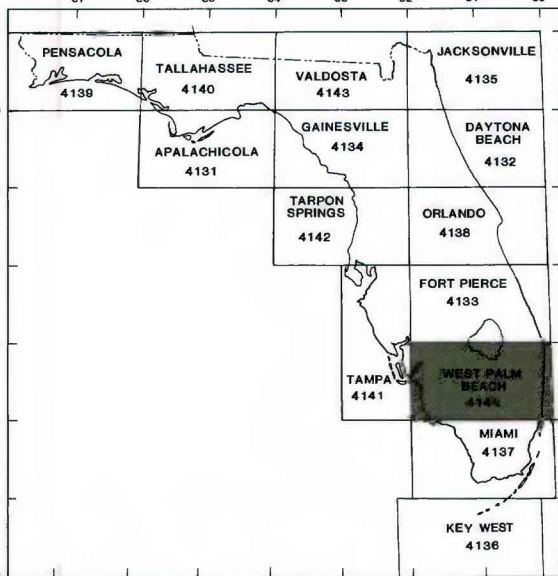 PENSACOLA
4139
TALLAHASSEE
4140
VALDOSTA
4143
JACKSONVILLE
4135
APALACHICOLA
4131
GAINESVILLE
4134
DAYTONA
BEACH
4132
TARPON
SPRINGS
4142
ORLANDO
4138
FORT PIERCE
4133
TAMPA
4141
WEST PALM
BEACH
MIAMI
4137
KEY WEST
4136